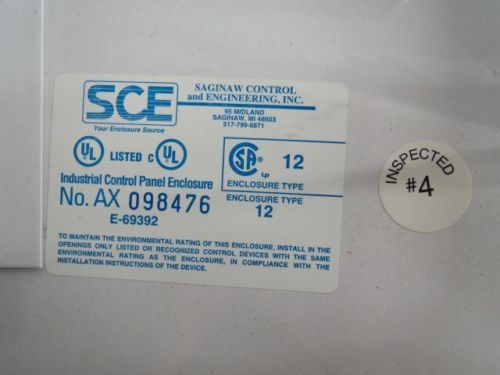 SCE
Your Enclosure Source
SAGINAW CONTROL
and ENGINEERING, INC.
95 MIDLAND
SAGINAW, MI 48603
517-799-6871
UL LISTED C UL
Industrial Control Panel Enclosure
No. AX 098476
E-69392
SA 12
ENCLOSURE TYPE
ENCLOSURE TYPE
12
TO MAINTAIN THE ENVIRONMENTAL RATING OF THIS ENCLOSURE, INSTALL IN THE
OPENINGS ONLY LISTED OR RECOGNIZED CONTROL DEVICES WITH THE SAME
ENVIRONMENTAL RATING AS THE ENCLOSURE, IN COMPLIANCE WITH THE
INSTALLATION INSTRUCTIONS OF THE DEVICE.
INSPECTED
#4